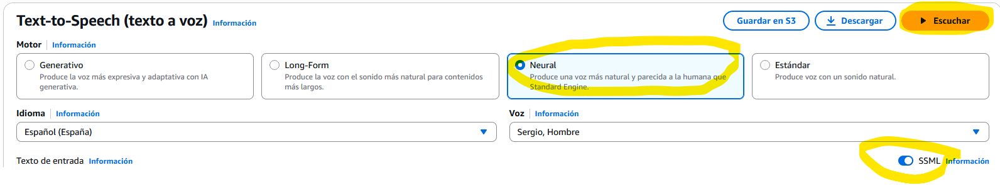 Text-to-Speech (texto a voz) Información
Guardar en S3
Descargar
Escuchar
Motor Información
Generativo
Produce la voz más expresiva y adaptativa con IA
generativa.
Long-Form
Produce la voz con el sonido más natural para contenidos
más largos.
Neural
Produce una voz más natural y parecida a la humana que
Standard Engine.
Estándar
Produce voz con un sonido natural.
Idioma Información
Español (España)
Voz Información
Sergio, Hombre
Texto de entrada Información
SSML Información